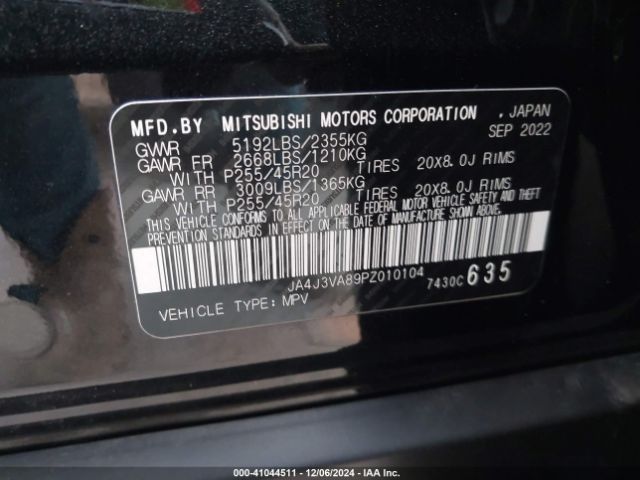 MFD.BY MITSUBISHI MOTORS CORPORATION , JAPAN
SEP 2022
GVWR 5192LBS/2355KG
GAWR FR 2668LBS/1210KG
WITH P255/45R20 TIRES 20X8.0J RIMS
GAWR RR 3009LBS/1365KG
WITH P255/45R20 TIRES 20X8.0J RIMS
THIS VEHICLE CONFORMS TO ALL APPLICABLE FEDERAL MOTOR VEHICLE SAFETY AND THEFT
PREVENTION STANDARDS IN EFFECT ON THE DATE OF MANUFACTURE SHOWN ABOVE.
JA4J3VA89PZ010104
7430C 635
VEHICLE TYPE: MPV
000-41044511 - 12/06/2024 - IAA Inc.